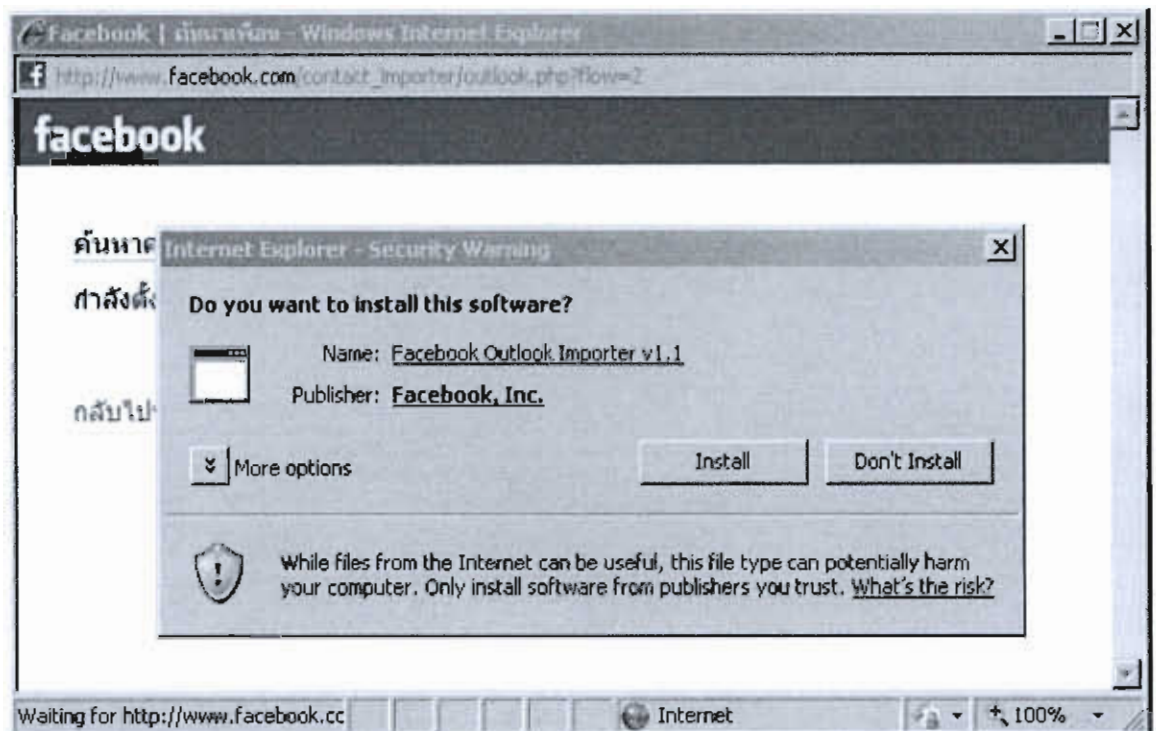 Facebook | ค้นหาเพื่อน - Windows Internet Explorer
http://www.facebook.com/contact_importer/outlook.php?flow=2
facebook
ค้นหา
Internet Explorer - Security Warning
กำลังตั้ง
Do you want to install this software?
Name: Facebook Outlook Importer v1.1
Publisher: Facebook, Inc.
กลับไป
More options
Install
Don't Install
While files from the Internet can be useful, this file type can potentially harm
your computer. Only install software from publishers you trust. What's the risk?
Waiting for http://www.facebook.cc
Internet
100%